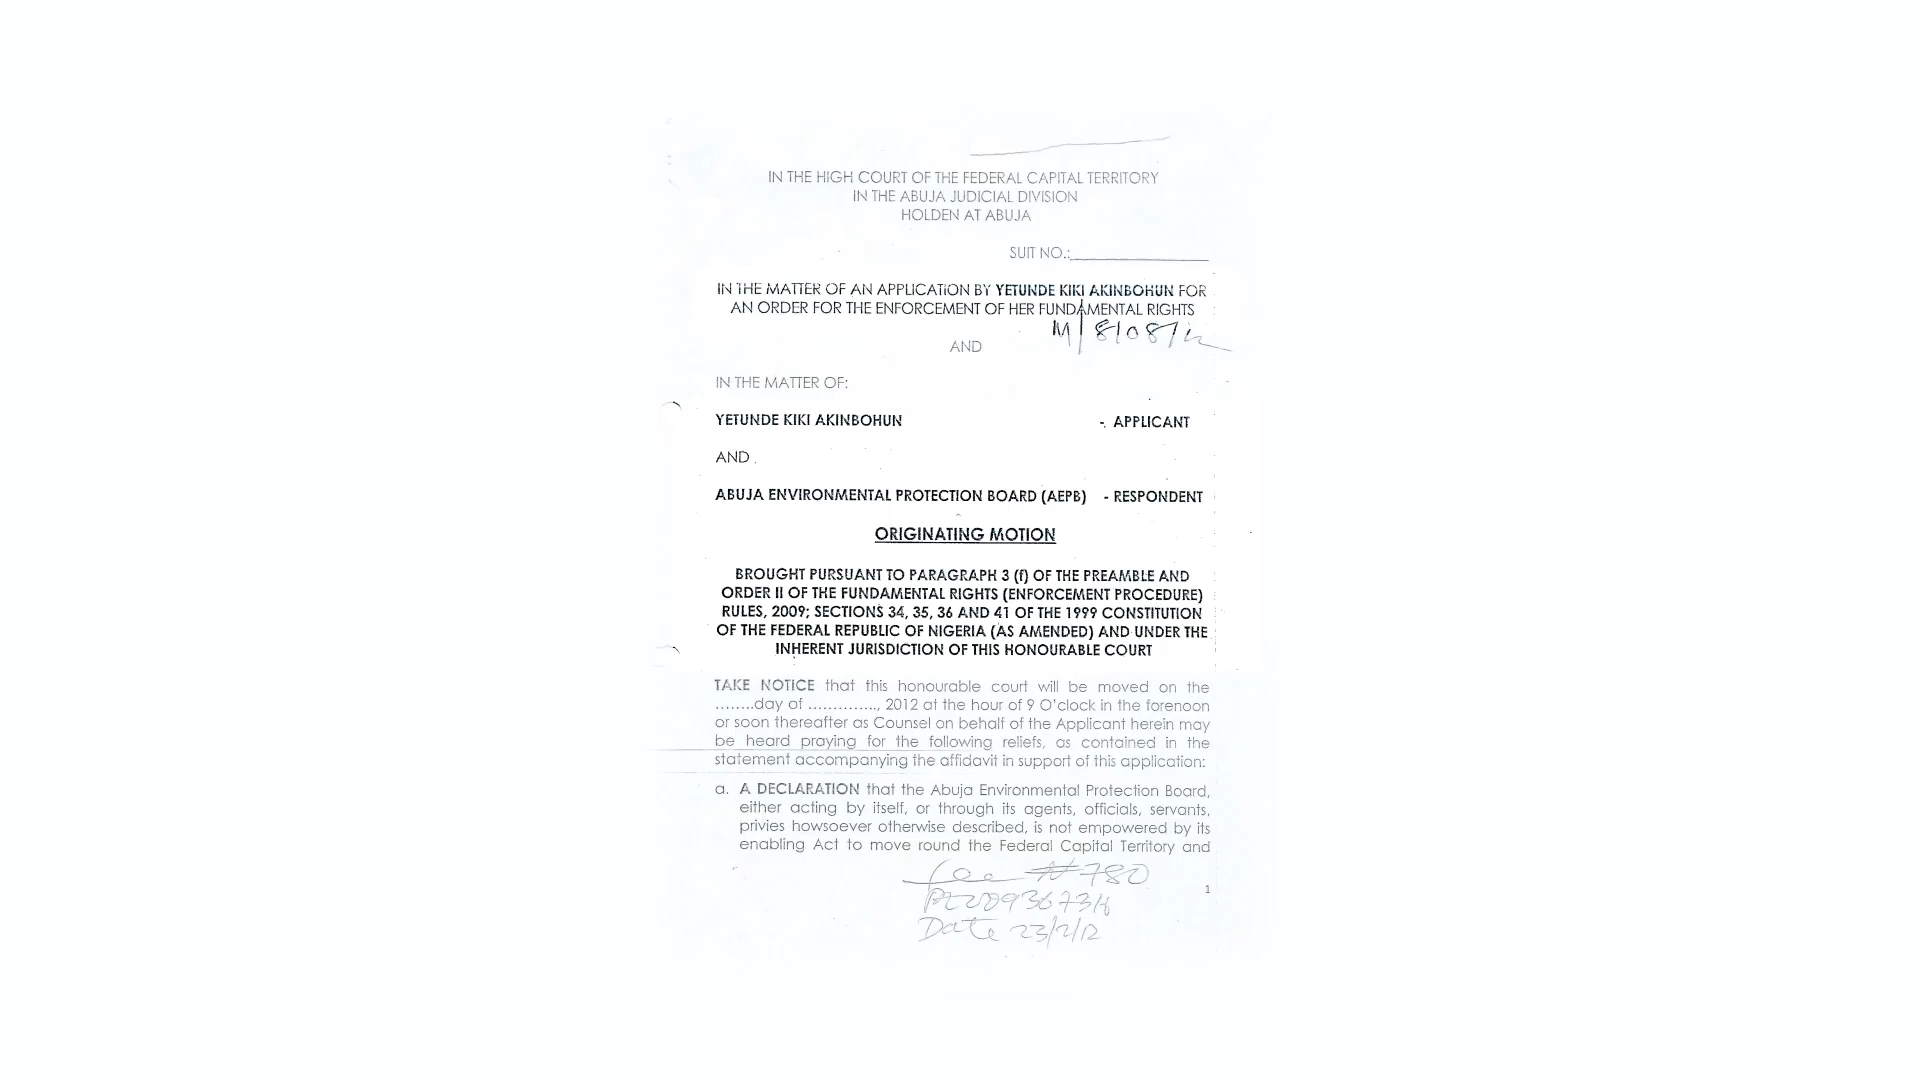 IN THE HIGH COURT OF THE FEDERAL CAPITAL TERRITORY
IN THE ABUJA JUDICIAL DIVISION
HOLDEN AT ABUJA
SUIT NO.:
IN THE MATTER OF AN APPLICATION BY YETUNDE KIKI AKINBOHUN FOR
AN ORDER FOR THE ENFORCEMENT OF HER FUNDAMENTAL RIGHTS
AND
IN THE MATTER OF:
YETUNDE KIKI AKINBOHUN -. APPLICANT
AND
ABUJA ENVIRONMENTAL PROTECTION BOARD (AEPB) - RESPONDENT
ORIGINATING MOTION
BROUGHT PURSUANT TO PARAGRAPH 3 (f) OF THE PREAMBLE AND
ORDER II OF THE FUNDAMENTAL RIGHTS (ENFORCEMENT PROCEDURE)
RULES, 2009; SECTIONS 34, 35, 36 AND 41 OF THE 1999 CONSTITUTION
OF THE FEDERAL REPUBLIC OF NIGERIA (AS AMENDED) AND UNDER THE
INHERENT JURISDICTION OF THIS HONOURABLE COURT
TAKE NOTICE that this honourable court will be moved on the
........day of .............., 2012 at the hour of 9 O'clock in the forenoon
or soon thereafter as Counsel on behalf of the Applicant herein may
be heard praying for the following reliefs, as contained in the
statement accompanying the affidavit in support of this application:
a. A DECLARATION that the Abuja Environmental Protection Board,
either acting by itself, or through its agents, officials, servants,
privies howsoever otherwise described, is not empowered by its
enabling Act to move round the Federal Capital Territory and
₦780
1
Date 23/2/12